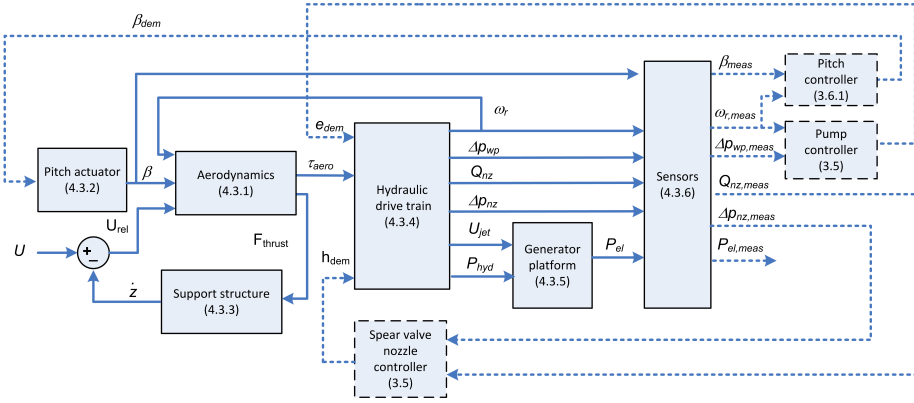 β_dem
β_meas
Pitch
controller
(3.6.1)
ω_r
ω_r,meas
e_dem
Δp_wp
Δp_wp,meas
Pump
controller
(3.5)
Pitch actuator
(4.3.2)
β
Aerodynamics
(4.3.1)
τ_aero
Hydraulic
drive train
(4.3.4)
Q_nz
Sensors
(4.3.6)
Q_nz,meas
Δp_nz
Δp_nz,meas
U_rel
F_thrust
U_jet
Generator
platform
(4.3.5)
P_el
P_el,meas
U
+
−
h_dem
P_hyd
ż
Support structure
(4.3.3)
Spear valve
nozzle
controller
(3.5)